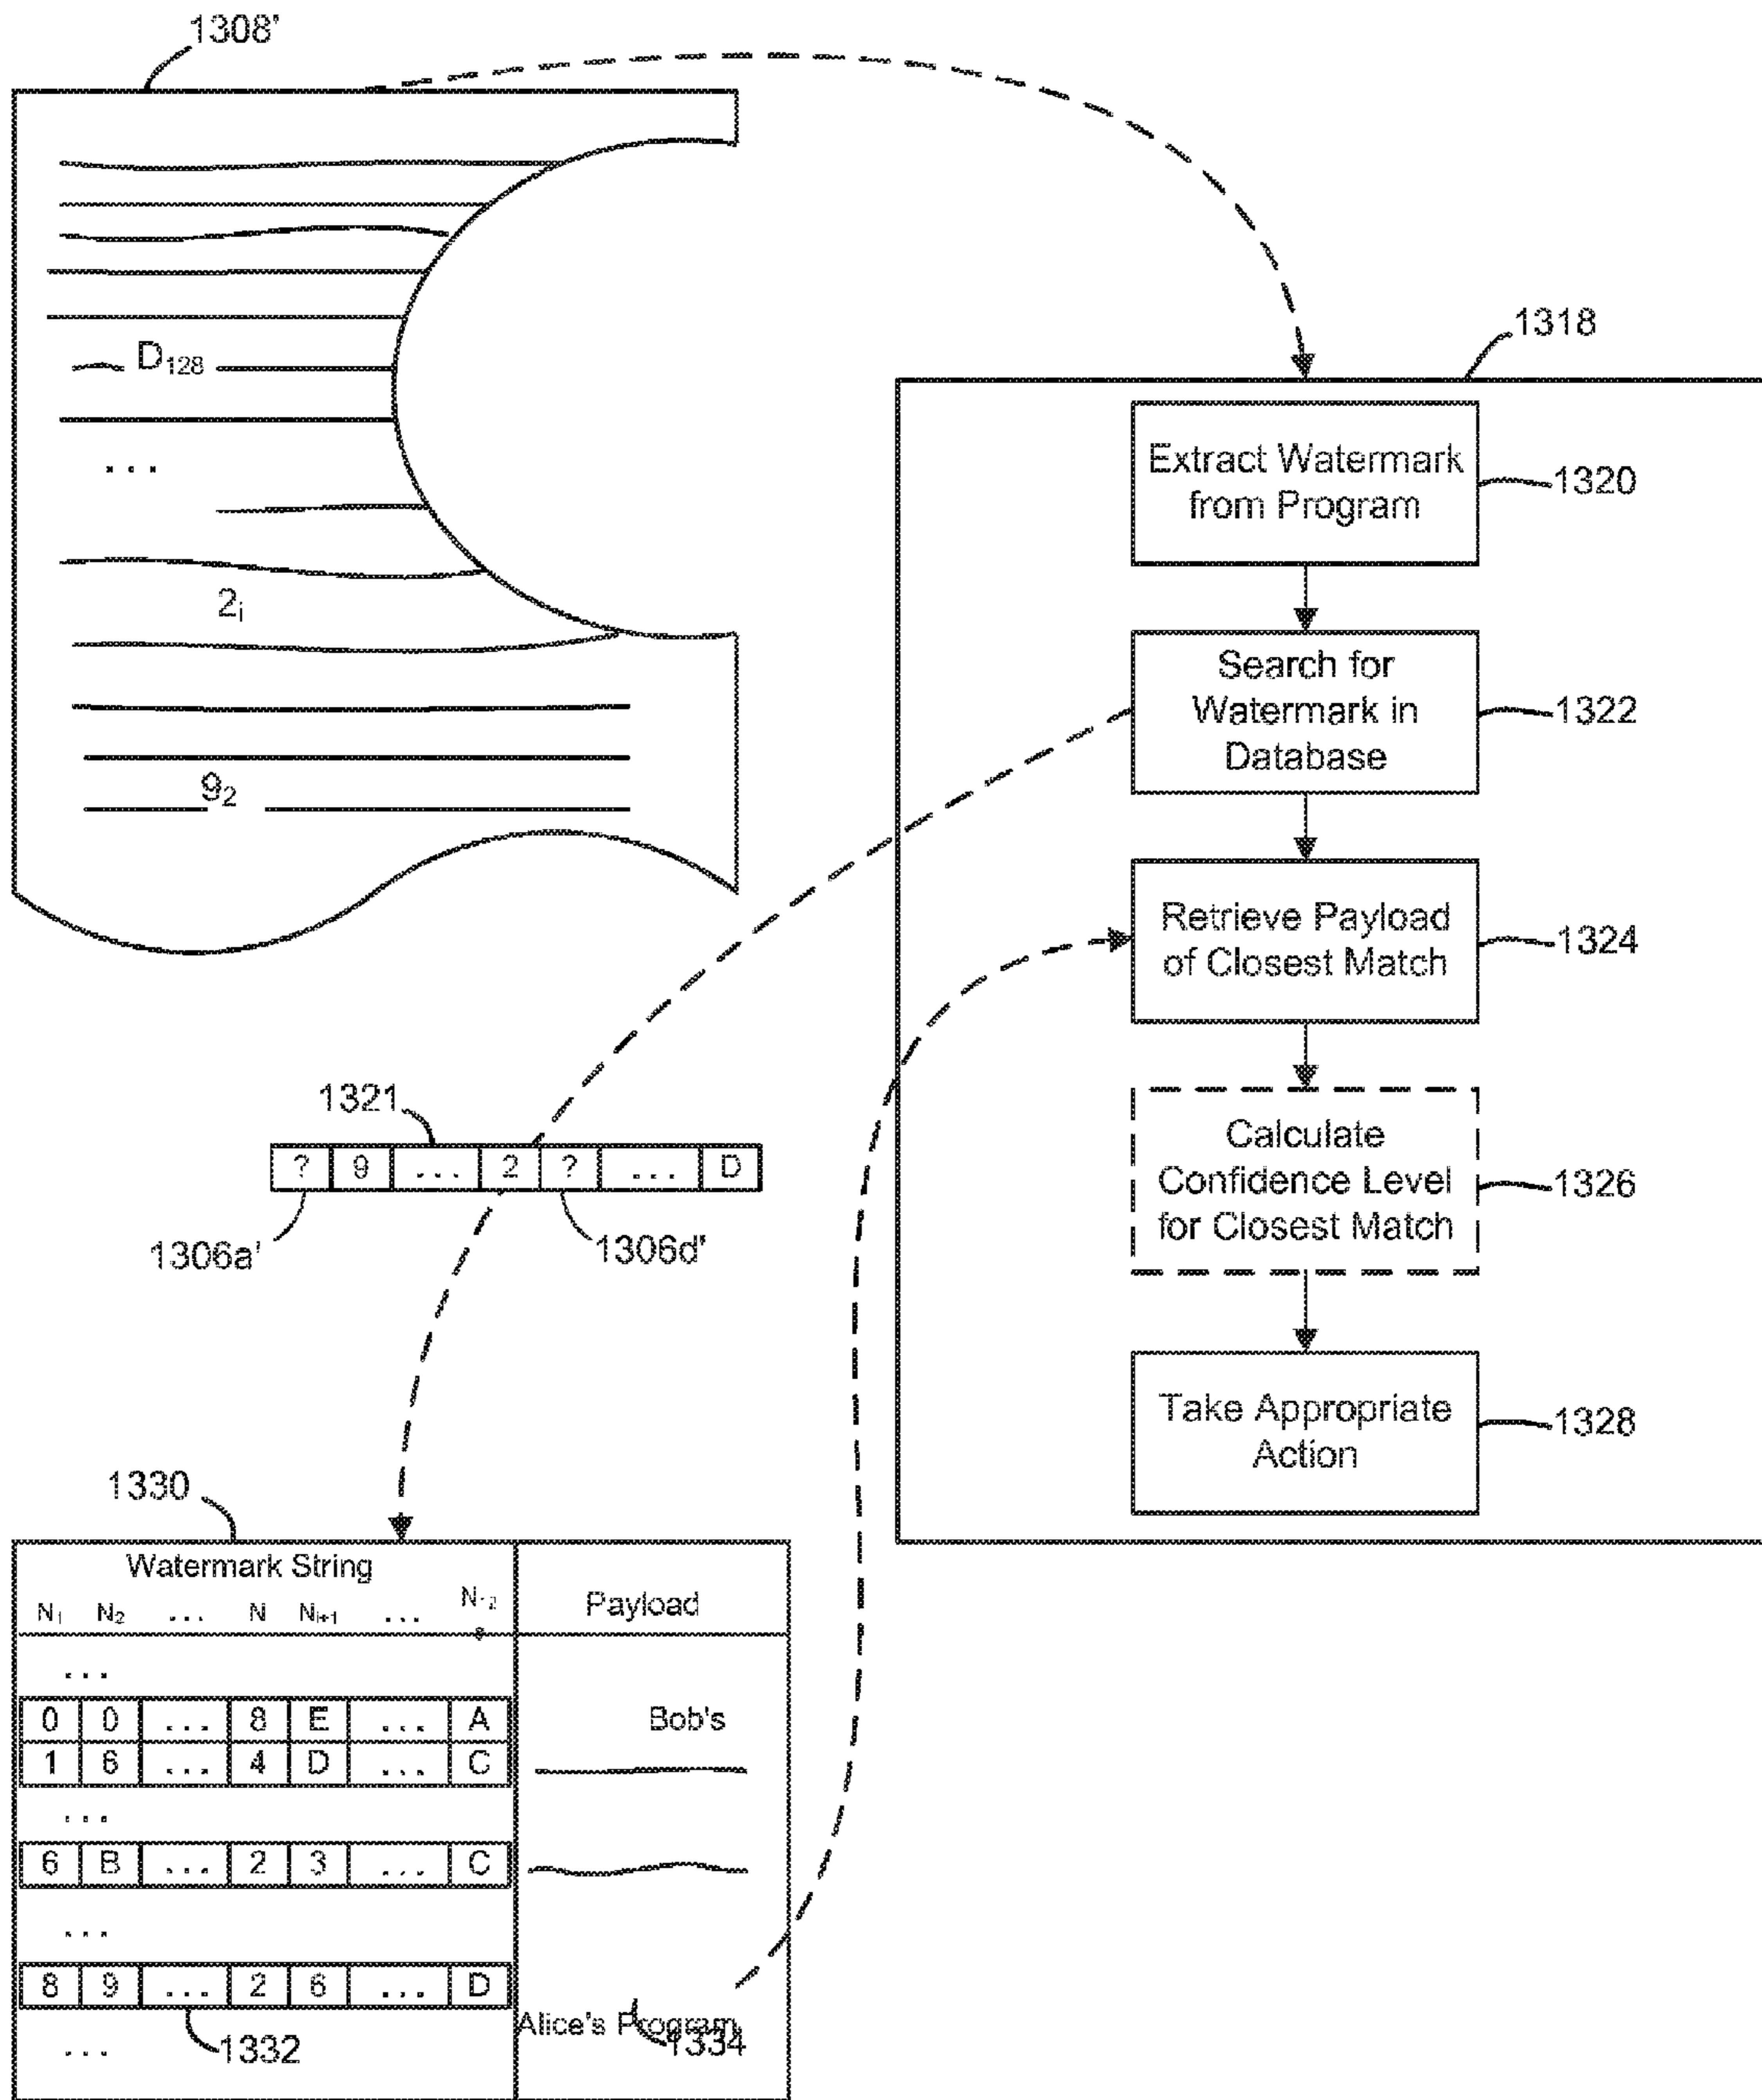 1308'
D128
...
2i
92
1318
Extract Watermark
from Program
1320
Search for
Watermark in
Database
1322
Retrieve Payload
of Closest Match
1324
Calculate
Confidence Level
for Closest Match
1326
Take Appropriate
Action
1328
1321
? 9 ... 2 ? ... D
1306a' 1306d'
1330
Watermark String
Payload
N1 N2 ... N Ni+1 ...
...
0 0 ... 8 E ... A
Bob's
1 6 ... 4 D ... C
...
6 B ... 2 3 ... C
...
8 9 ... 2 6 ... D
Alice's Program
1334
... 1332